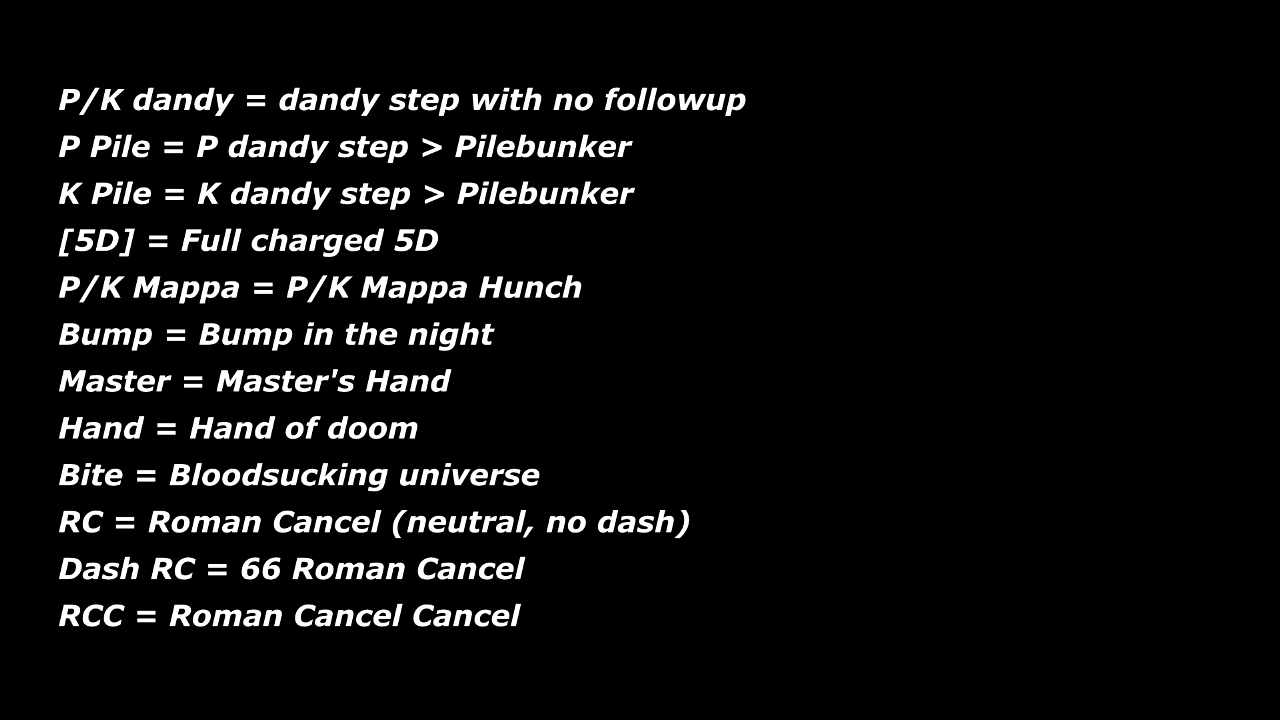 P/K dandy = dandy step with no followup
P Pile = P dandy step > Pilebunker
K Pile = K dandy step > Pilebunker
[5D] = Full charged 5D
P/K Mappa = P/K Mappa Hunch
Bump = Bump in the night
Master = Master's Hand
Hand = Hand of doom
Bite = Bloodsucking universe
RC = Roman Cancel (neutral, no dash)
Dash RC = 66 Roman Cancel
RCC = Roman Cancel Cancel